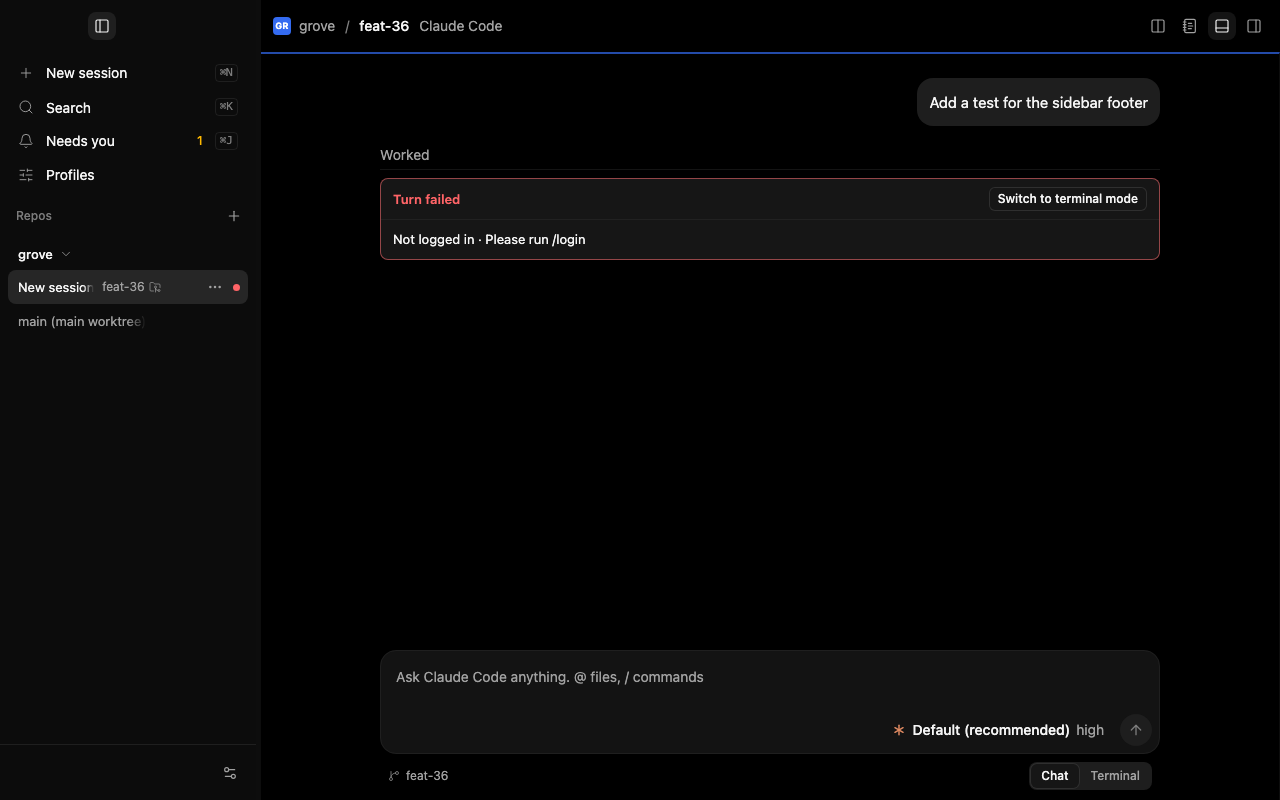 New session ⌘N
Search ⌘K
Needs you 1 ⌘J
Profiles
Repos
grove
New session feat-36
main (main worktree)
GR grove / feat-36 Claude Code
Add a test for the sidebar footer
Worked
Turn failed Switch to terminal mode
Not logged in · Please run /login
Ask Claude Code anything. @ files, / commands
Default (recommended) high
feat-36 Chat Terminal